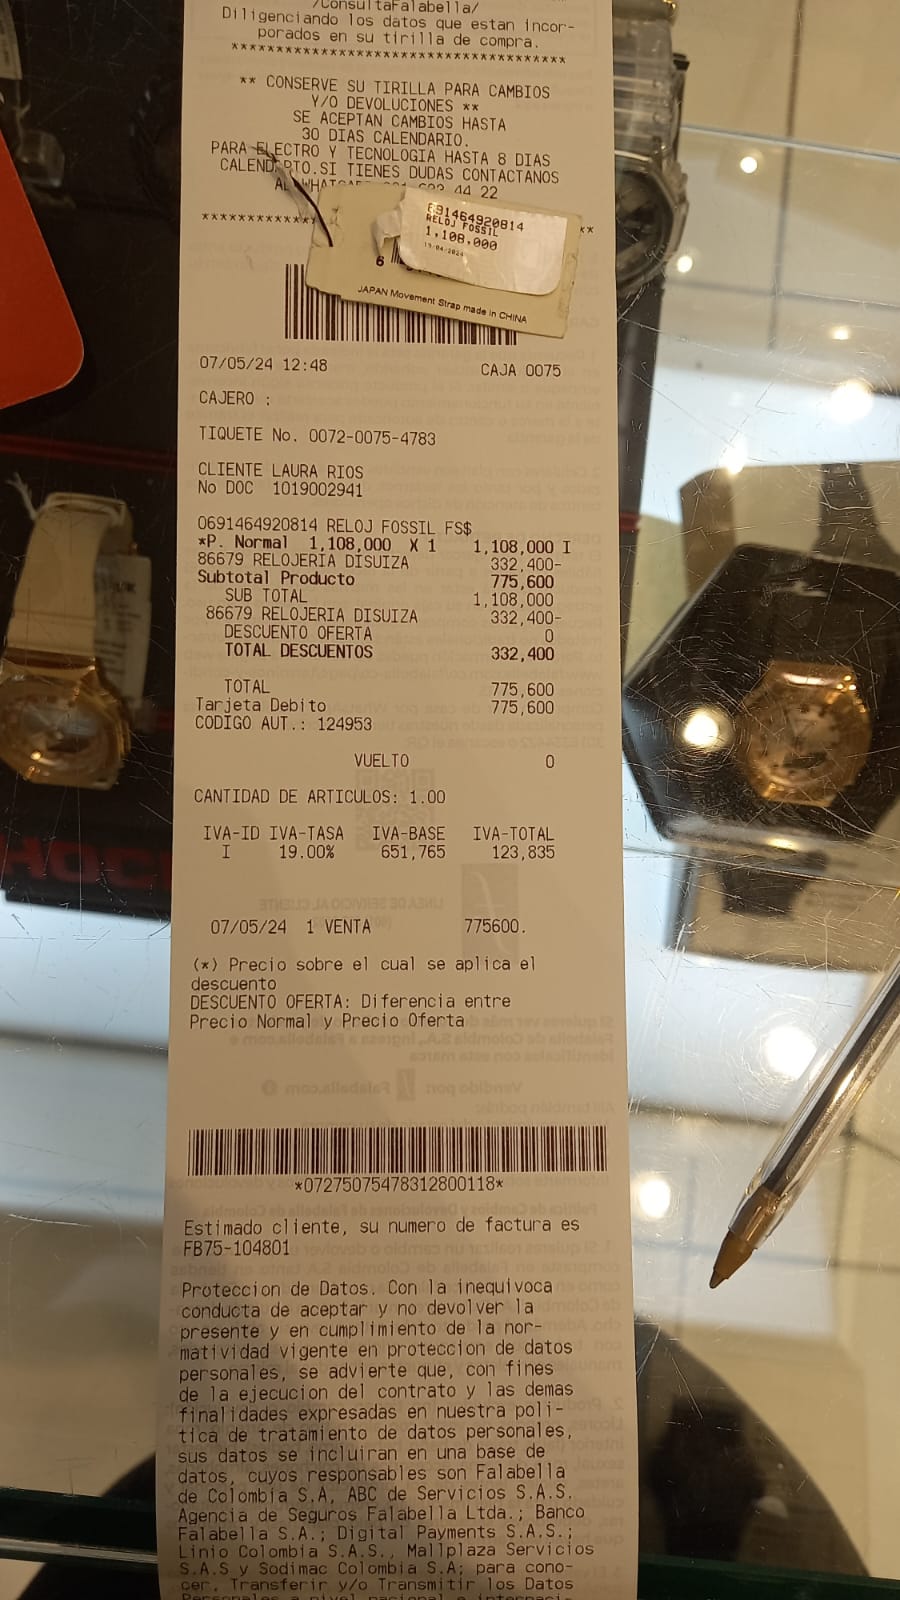 /ConsultaFalabella/
Diligenciando los datos que estan incor-
porados en su tirilla de compra.
****************************************
** CONSERVE SU TIRILLA PARA CAMBIOS
Y/O DEVOLUCIONES **
SE ACEPTAN CAMBIOS HASTA
30 DIAS CALENDARIO.
PARA ELECTRO Y TECNOLOGIA HASTA 8 DIAS
CALENDARIO.SI TIENES DUDAS CONTACTANOS
AL WHATSAPP 44 22
691464920814
RELOJ FOSSIL
1,108,000
6
JAPAN Movement Strap made in CHINA
07/05/24 12:48 CAJA 0075
CAJERO :
TIQUETE No. 0072-0075-4783
CLIENTE LAURA RIOS
No DOC 1019002941
0691464920814 RELOJ FOSSIL FS$
*P. Normal 1,108,000 X 1 1,108,000 I
86679 RELOJERIA DISUIZA 332,400-
Subtotal Producto 775,600
SUB TOTAL 1,108,000
86679 RELOJERIA DISUIZA 332,400-
DESCUENTO OFERTA 0
TOTAL DESCUENTOS 332,400
TOTAL 775,600
Tarjeta Debito 775,600
CODIGO AUT.: 124953
VUELTO 0
CANTIDAD DE ARTICULOS: 1.00
IVA-ID IVA-TASA IVA-BASE IVA-TOTAL
I 19.00% 651,765 123,835
07/05/24 1 VENTA 775600.
(*) Precio sobre el cual se aplica el
descuento
DESCUENTO OFERTA: Diferencia entre
Precio Normal y Precio Oferta
*07275075478312800118*
Estimado cliente, su numero de factura es
FB75-104801
Proteccion de Datos. Con la inequivoca
conducta de aceptar y no devolver la
presente y en cumplimiento de la nor-
matividad vigente en proteccion de datos
personales, se advierte que, con fines
de la ejecucion del contrato y las demas
finalidades expresadas en nuestra poli-
tica de tratamiento de datos personales,
sus datos se incluiran en una base de
datos, cuyos responsables son Falabella
de Colombia S.A, ABC de Servicios S.A.S.
Agencia de Seguros Falabella Ltda.; Banco
Falabella S.A.; Digital Payments S.A.S.;
Linio Colombia S.A.S., Mallplaza Servicios
S.A.S y Sodimac Colombia S.A; para cono-
cer, Transferir y/o Transmitir los Datos
Personales a nivel nacional e internaci-